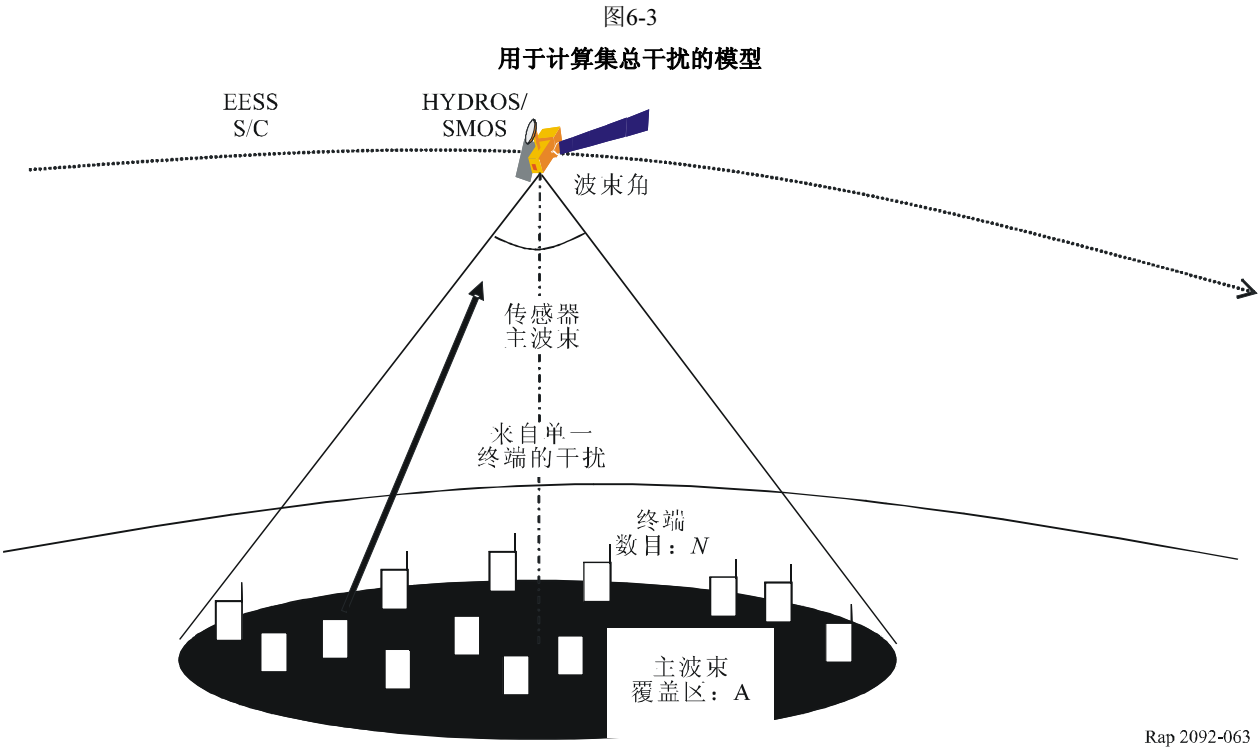 图6-3
用于计算集总干扰的模型
EESS
S/C
HYDROS/
SMOS
波束角
传感器
主波束
来自单一
终端的干扰
终端
数目：N
主波束
覆盖区：A
Rap 2092-063